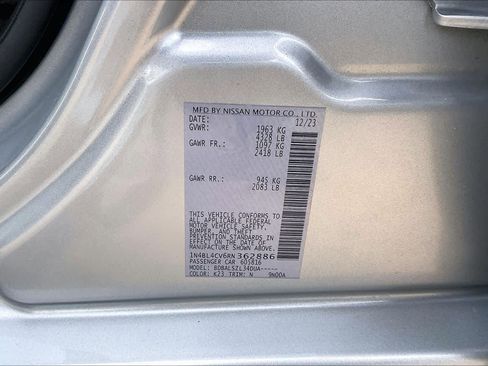 MFD BY NISSAN MOTOR CO., LTD.
DATE: 12/23
GVWR: 1963 KG
4328 LB
GAWR FR.: 1097 KG
2418 LB
GAWR RR.: 945 KG
2083 LB
THIS VEHICLE CONFORMS TO
ALL APPLICABLE FEDERAL
MOTOR VEHICLE SAFETY,
BUMPER, AND THEFT
PREVENTION STANDARDS
IN EFFECT ON THE DATE OF
MANUFACTURE SHOWN ABOVE.
1N4BL4CV6RN362886
PASSENGER CAR 601816
MODEL: BDBALSZL34DUA-----
COLOR: K23 TRIM: N 9N00A